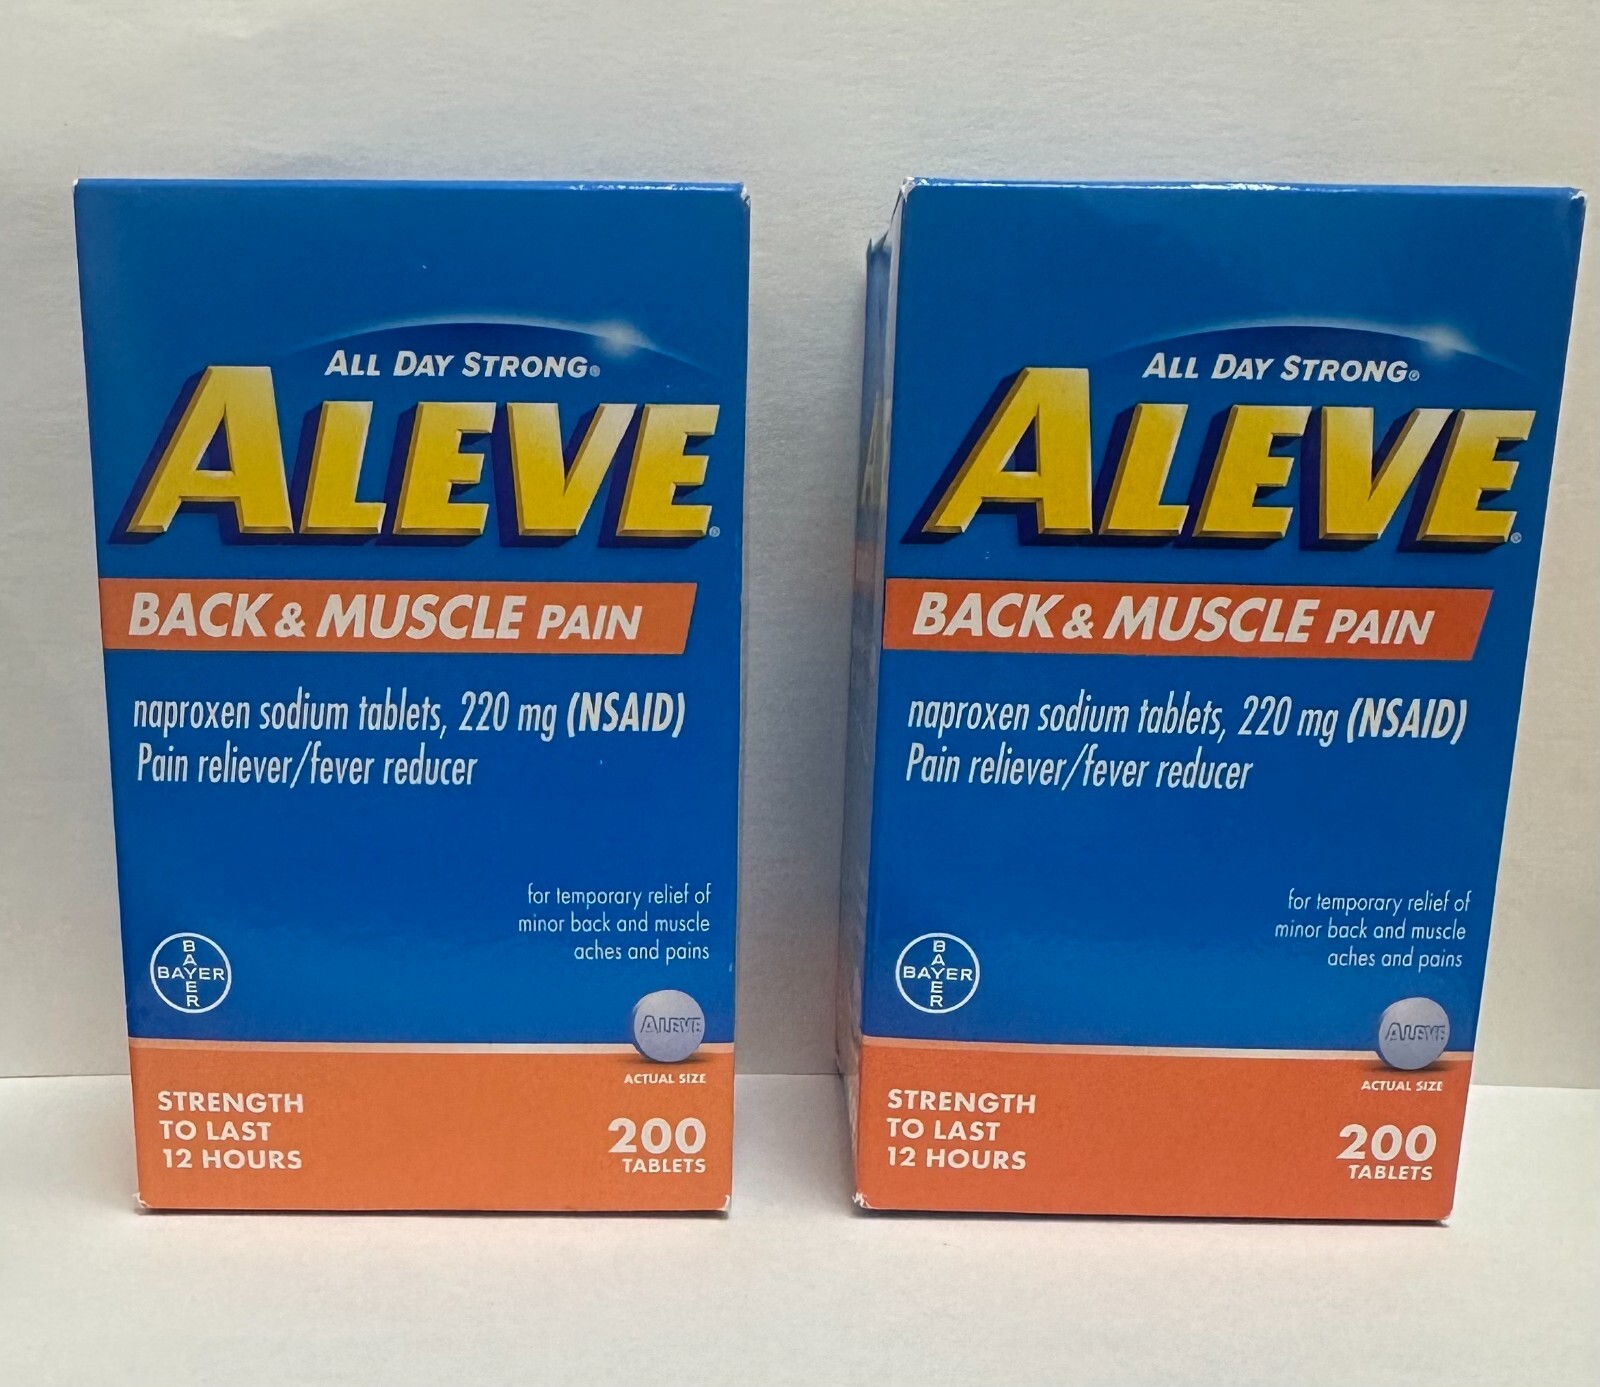 ALL DAY STRONG®
ALEVE®
BACK & MUSCLE PAIN
naproxen sodium tablets, 220 mg (NSAID)
Pain reliever/fever reducer
for temporary relief of
minor back and muscle
aches and pains
BAYER
BAYER
ALEVE
ACTUAL SIZE
STRENGTH
TO LAST
12 HOURS
200
TABLETS
ALL DAY STRONG®
ALEVE®
BACK & MUSCLE PAIN
naproxen sodium tablets, 220 mg (NSAID)
Pain reliever/fever reducer
for temporary relief of
minor back and muscle
aches and pains
BAYER
BAYER
ALEVE
ACTUAL SIZE
STRENGTH
TO LAST
12 HOURS
200
TABLETS